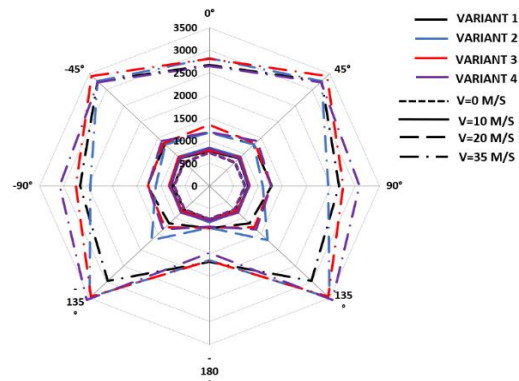 0°
3500
3000
2500
2000
1500
1000
500
0
-45°
45°
-90°
90°
-
135
°
135
°
-
180
VARIANT 1
VARIANT 2
VARIANT 3
VARIANT 4
V=0 M/S
V=10 M/S
V=20 M/S
V=35 M/S